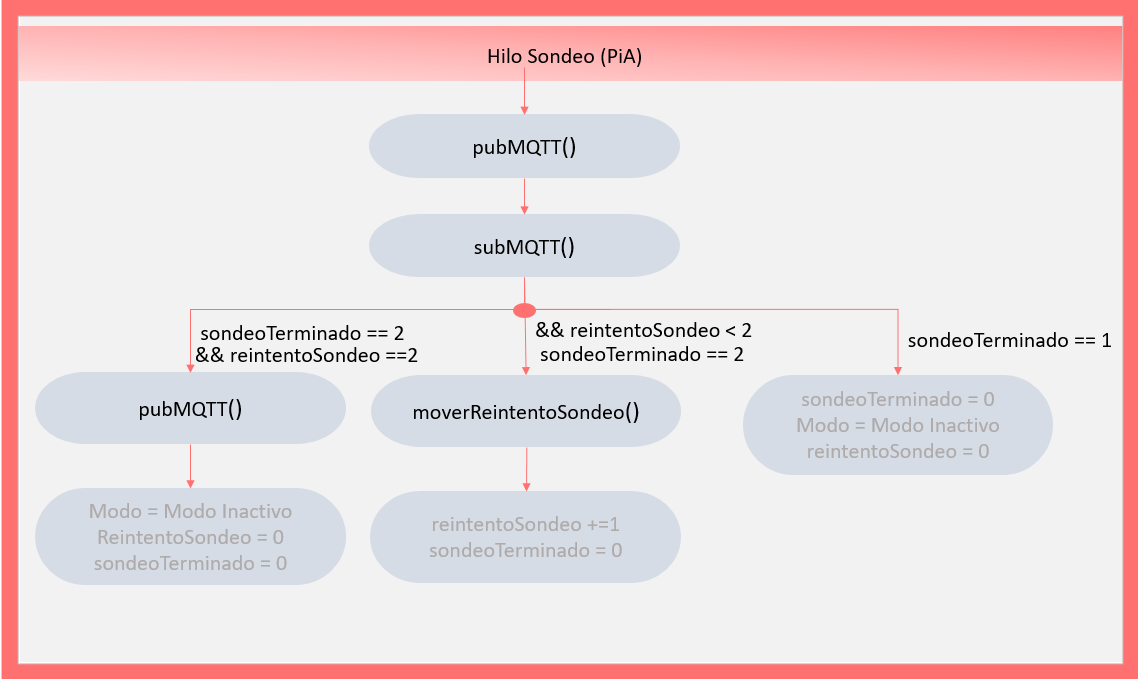 Hilo Sondeo (PiA)
pubMQTT()
subMQTT()
sondeoTerminado == 2
&& reintentoSondeo ==2
&& reintentoSondeo < 2
sondeoTerminado == 2
sondeoTerminado == 1
pubMQTT()
moverReintentoSondeo()
sondeoTerminado = 0
Modo = Modo Inactivo
reintentoSondeo = 0
Modo = Modo Inactivo
ReintentoSondeo = 0
sondeoTerminado = 0
reintentoSondeo +=1
sondeoTerminado = 0